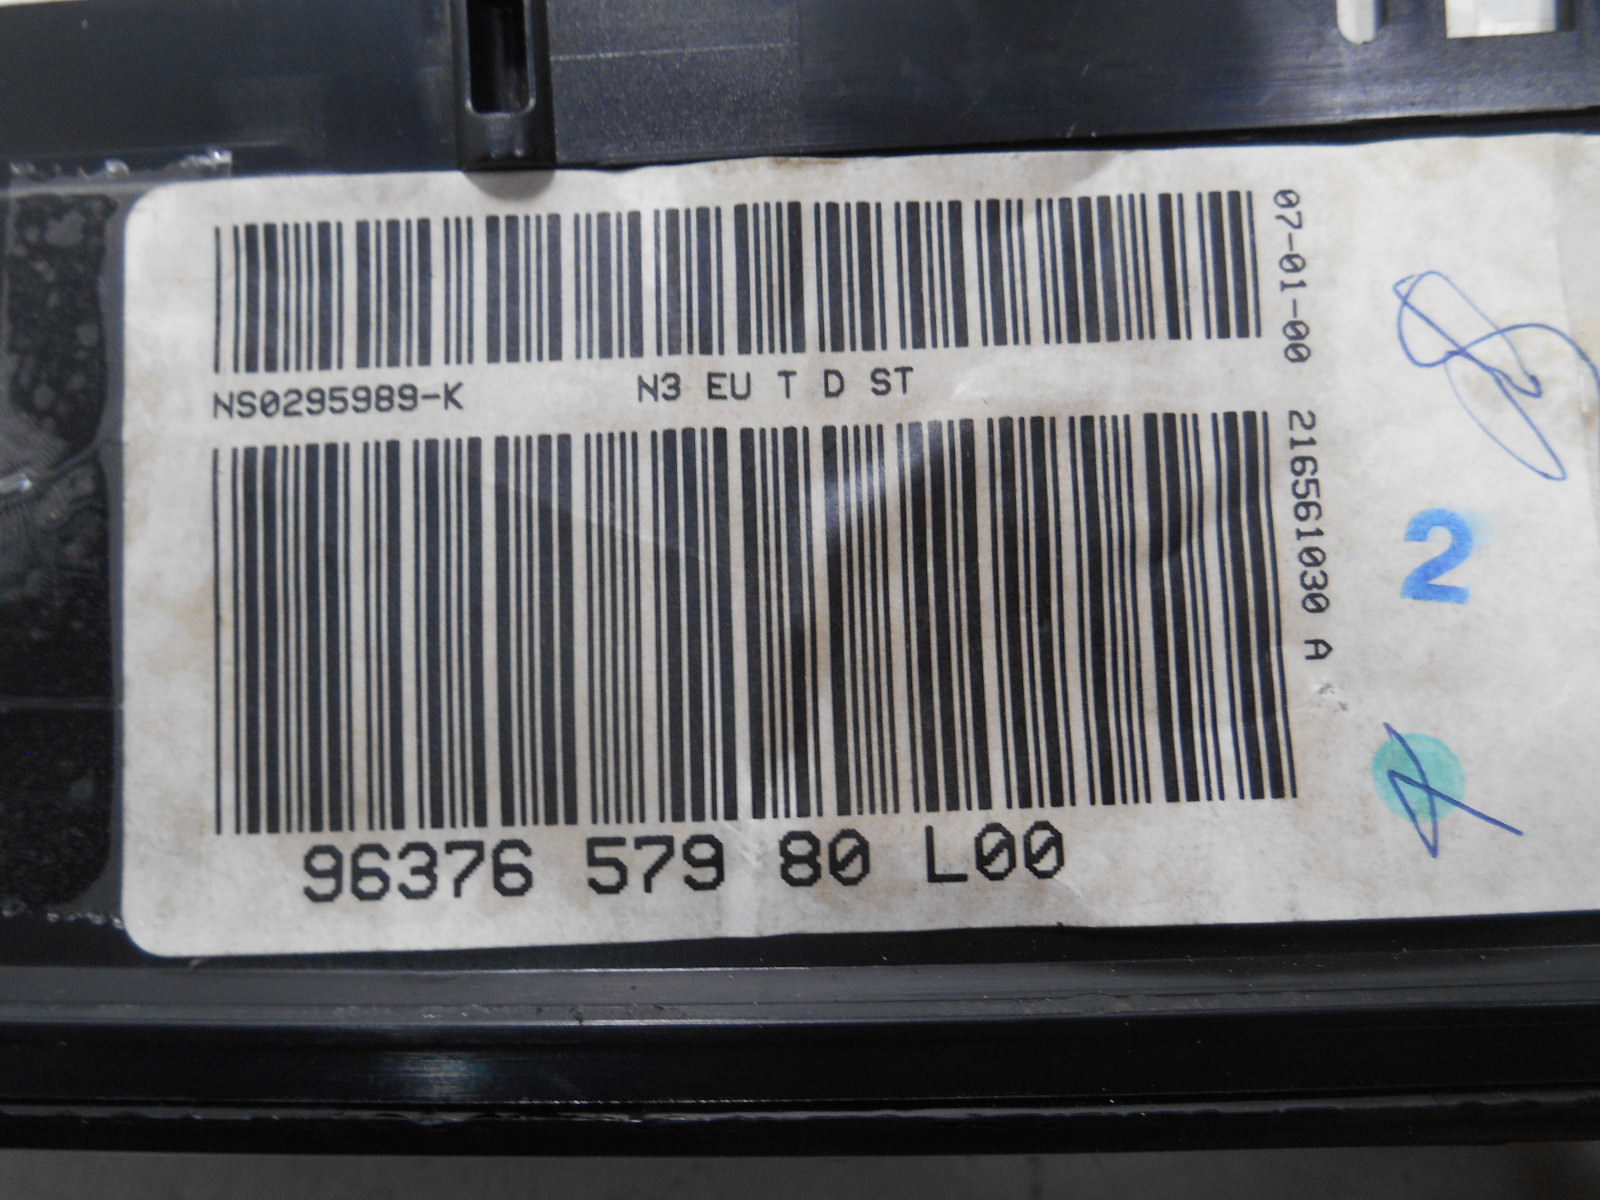 NS0295989-K N3 EU T D ST
96376 579 80 L00
07-01-00 216561030 A
2